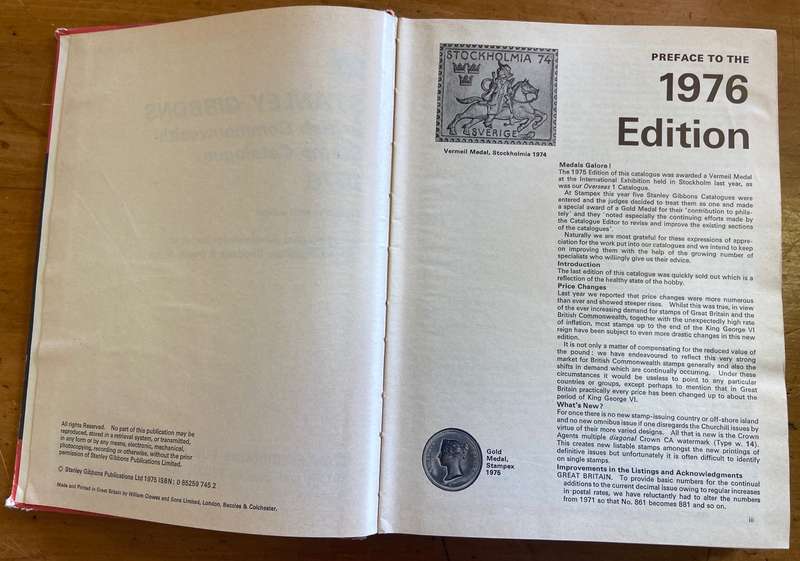 All rights Reserved. No part of this publication may be
reproduced, stored in a retrieval system, or transmitted,
in any form or by any means, electronic, mechanical,
photocopying, recording or otherwise, without the prior
permission of Stanley Gibbons Publications Limited.
© Stanley Gibbons Publications Ltd 1975 ISBN: 0 85259 745 2
Made and Printed in Great Britain by William Clowes and Sons Limited, London, Beccles & Colchester.
STOCKHOLMIA 74
SVERIGE
Vermeil Medal, Stockholmia 1974
PREFACE TO THE
1976
Edition
Medals Galore!
The 1975 Edition of this catalogue was awarded a Vermeil Medal
at the International Exhibition held in Stockholm last year, as
was our Overseas 1 Catalogue.
At Stampex this year five Stanley Gibbons Catalogues were
entered and the judges decided to treat them as one and made
a special award of a Gold Medal for their 'contribution to phila-
tely' and they 'noted especially the continuing efforts made by
the Catalogue Editor to revise and improve the existing sections
of the catalogues'.
Naturally we are most grateful for these expressions of appre-
ciation for the work put into our catalogues and we intend to keep
on improving them with the help of the growing number of
specialists who willingly give us their advice.
Introduction
The last edition of this catalogue was quickly sold out which is a
reflection of the healthy state of the hobby.
Price Changes
Last year we reported that price changes were more numerous
than ever and showed steeper rises. Whilst this was true, in view
of the ever increasing demand for stamps of Great Britain and the
British Commonwealth, together with the unexpectedly high rate
of inflation, most stamps up to the end of the King George VI
reign have been subject to even more drastic changes in this new
edition.
It is not only a matter of compensating for the reduced value of
the pound; we have endeavoured to reflect this very strong
market for British Commonwealth stamps generally and also the
shifts in demand which are continually occurring. Under these
circumstances it would be useless to point to any particular
countries or groups, except perhaps to mention that in Great
Britain practically every price has been changed up to about the
period of King George VI.
What's New?
For once there is no new stamp-issuing country or off-shore island
and no new omnibus issue if one disregards the Churchill issues by
virtue of their more varied designs. All that is new is the Crown
Agents multiple diagonal Crown CA watermark (Type w. 14).
This creates new listable stamps amongst the new printings of
definitive issues but unfortunately it is often difficult to identify
on single stamps.
Improvements in the Listings and Acknowledgments
GREAT BRITAIN. To provide basic numbers for the continual
additions to the current decimal issue owing to regular increases
in postal rates, we have reluctantly had to alter the numbers
from 1971 so that No. 861 becomes 881 and so on.
Gold
Medal,
Stampex
1975
iii